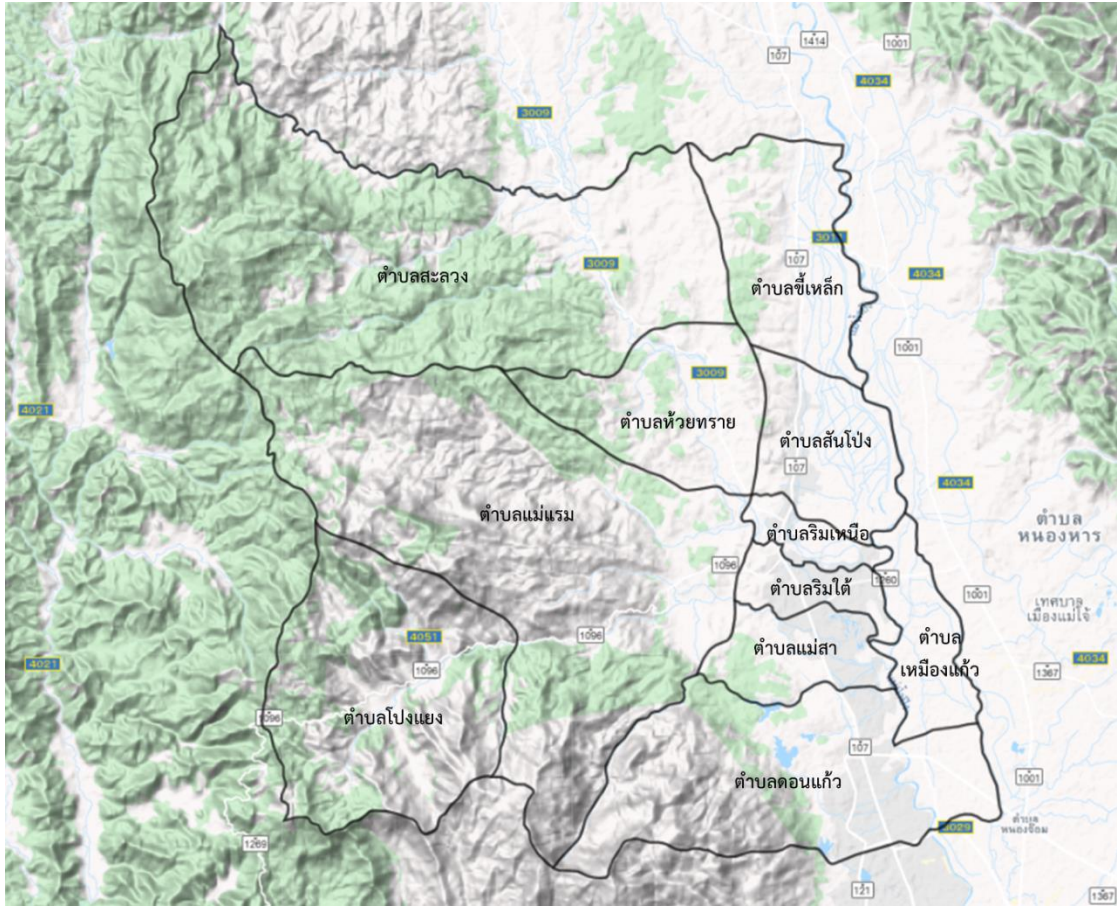 1414
1001
107
4034
3009
3009
4034
107
ตำบลสะลวง
ตำบลขี้เหล็ก
1001
3009
4021
ตำบลห้วยทราย
ตำบลสันโป่ง
107
4034
ตำบลแม่แรม
ตำบลริมเหนือ
ตำบล
หนองหาร
1096
ตำบลริมใต้
1001
เทศบาล
เมืองแม่โจ้
4051
1096
ตำบลแม่สา
ตำบล
เหมืองแก้ว
4021
4034
1096
1367
1096
ตำบลโปงแยง
107
ตำบลดอนแก้ว
1001
4029
ตำบล
หนองจ๊อม
1269
121
1367